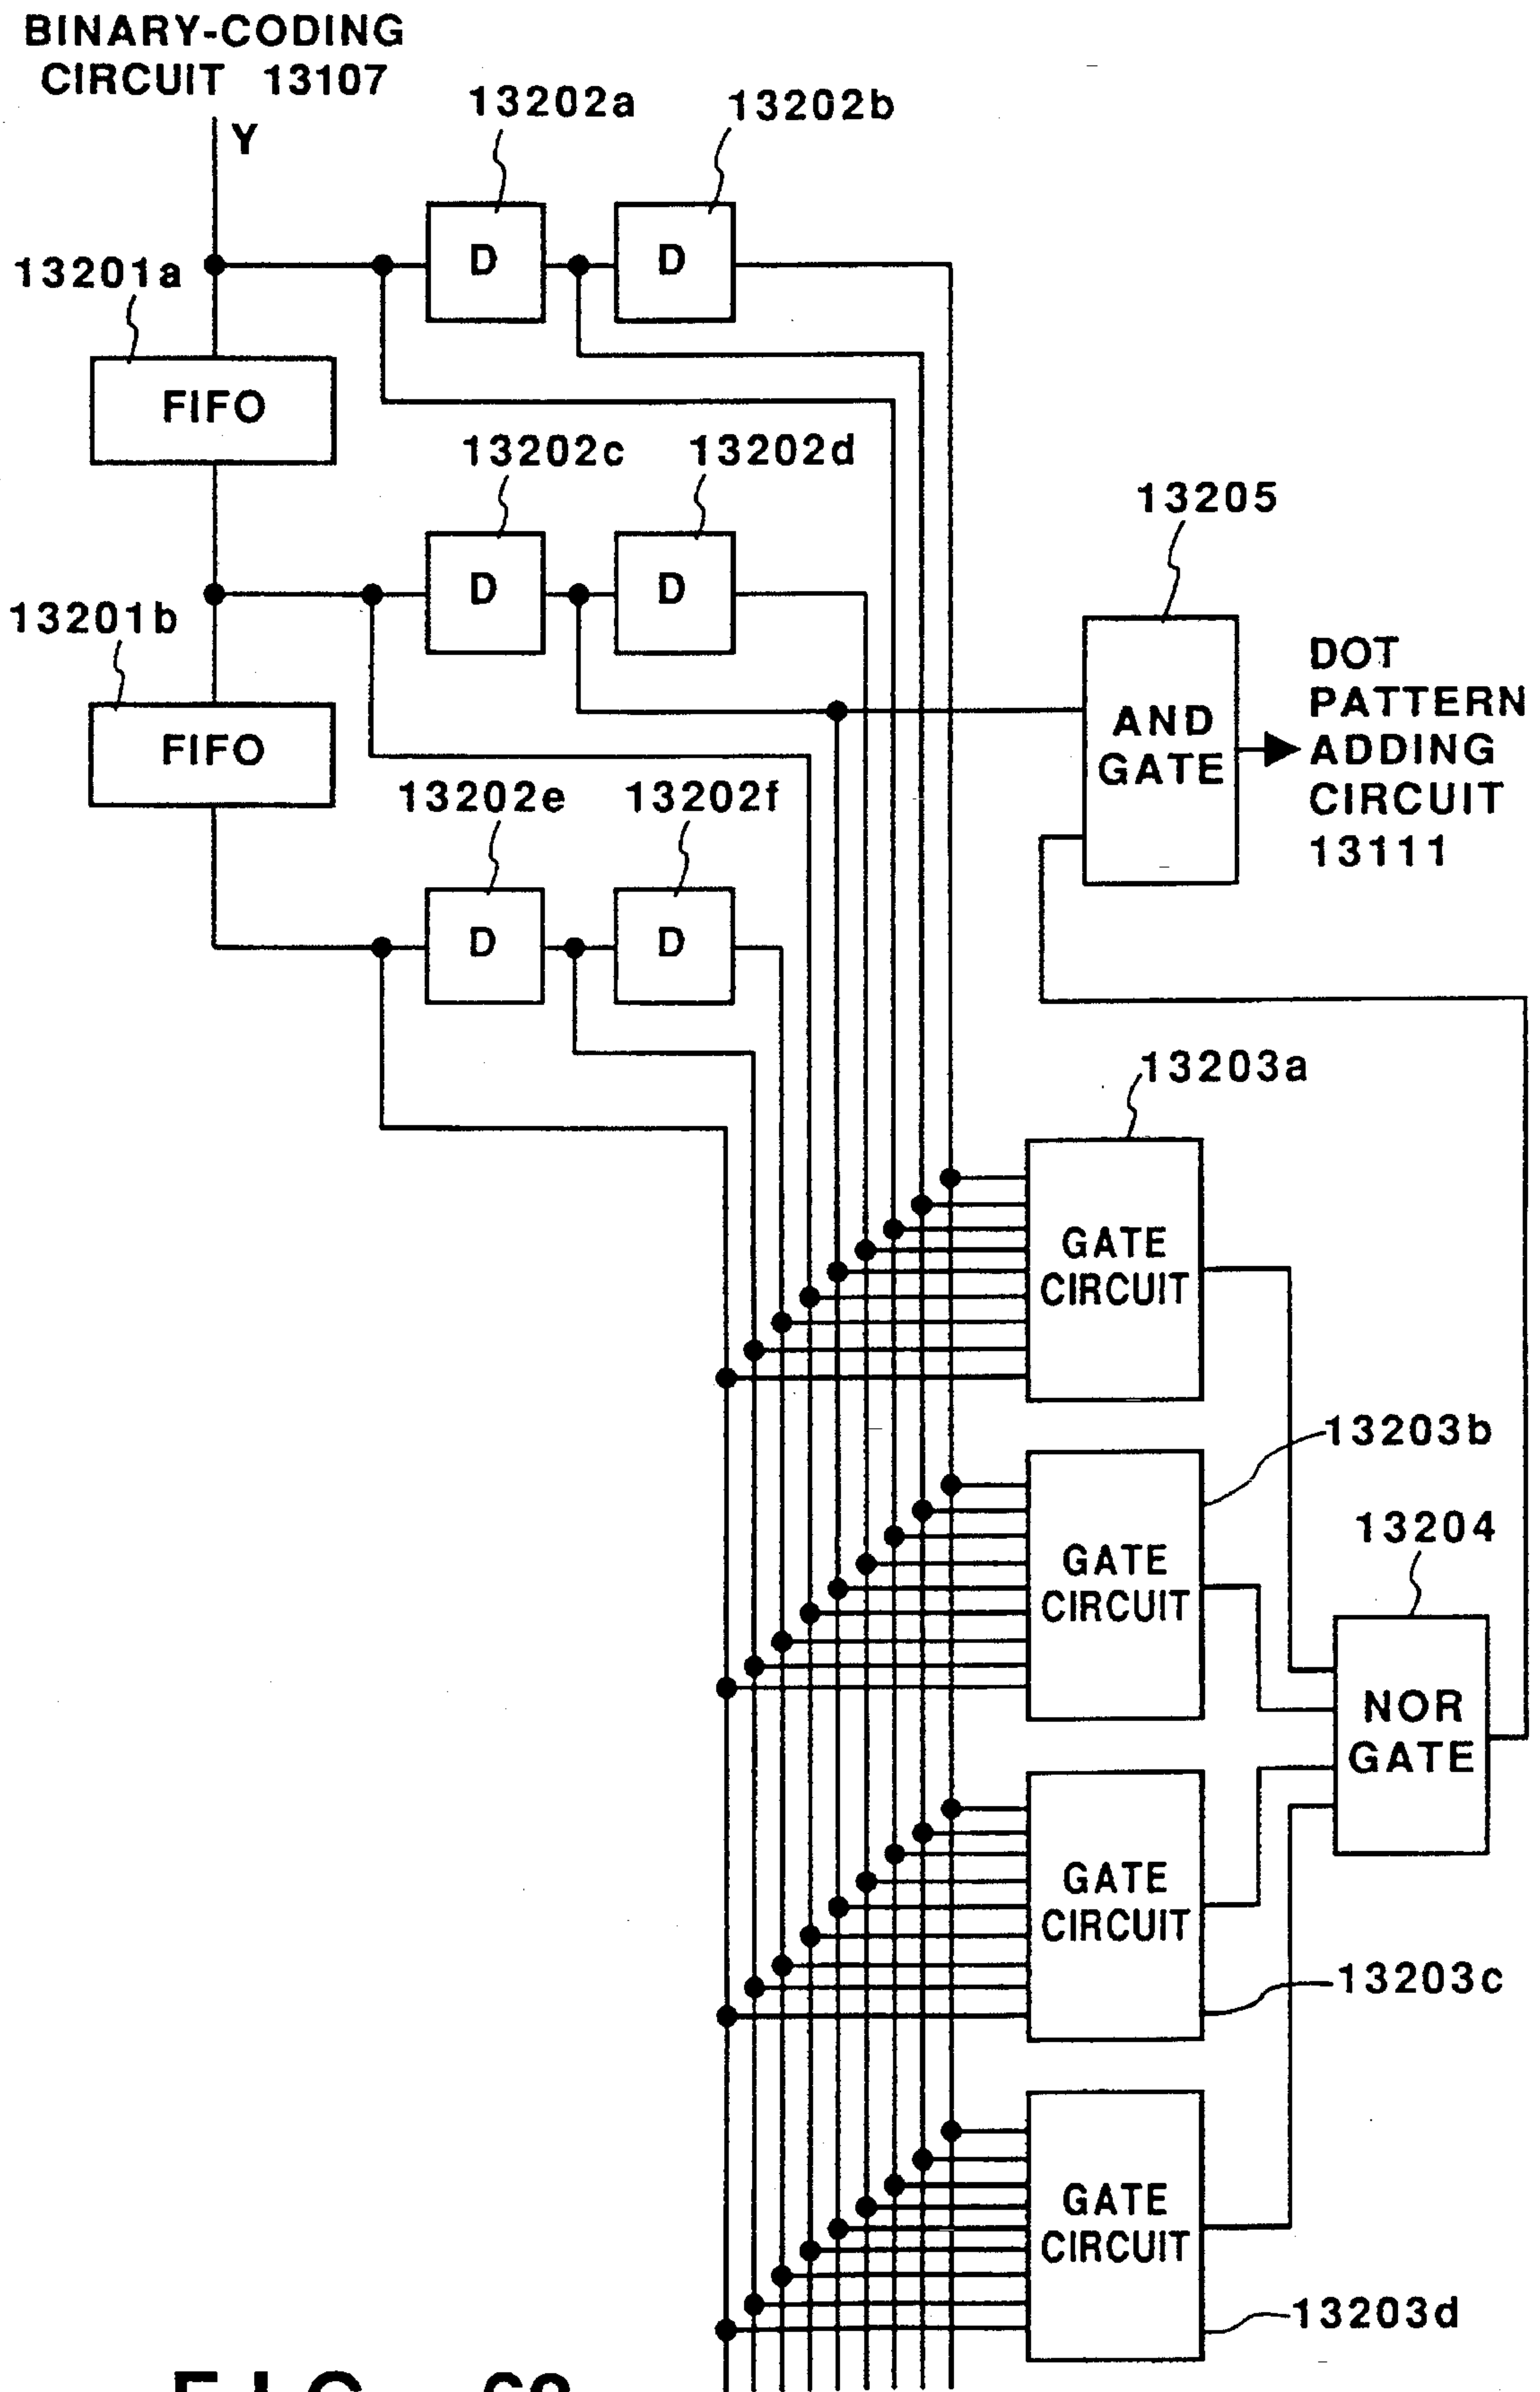 BINARY-CODING
CIRCUIT 13107
Y
13202a
13202b
D
D
13201a
FIFO
13202c
13202d
D
D
13205
13201b
FIFO
AND
GATE
DOT
PATTERN
ADDING
CIRCUIT
13111
13202e
13202f
D
D
13203a
GATE
CIRCUIT
13203b
GATE
CIRCUIT
13204
NOR
GATE
GATE
CIRCUIT
13203c
GATE
CIRCUIT
13203d